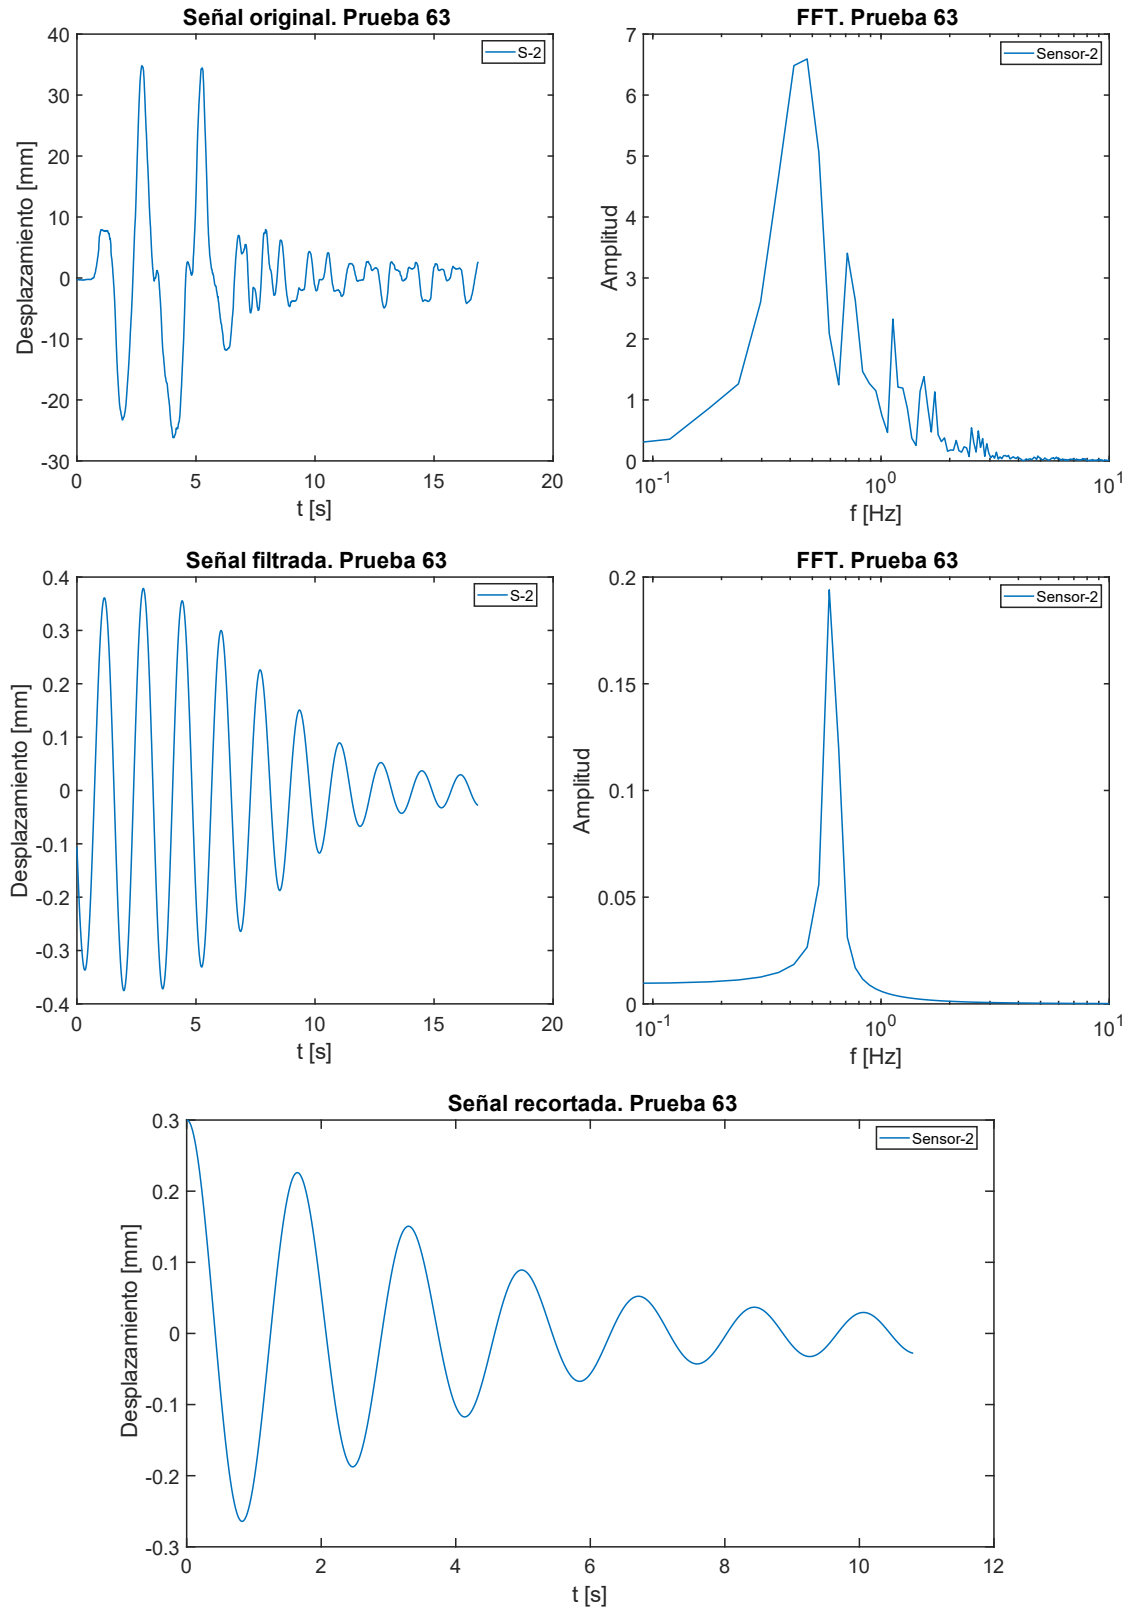 Señal original. Prueba 63
S-2
40
30
20
10
0
-10
-20
-30
0 5 10 15 20
Desplazamiento [mm]
t [s]
FFT. Prueba 63
Sensor-2
7
6
5
4
3
2
1
0
10-1 100 101
Amplitud
f [Hz]
Señal filtrada. Prueba 63
S-2
0.4
0.3
0.2
0.1
0
-0.1
-0.2
-0.3
-0.4
0 5 10 15 20
Desplazamiento [mm]
t [s]
FFT. Prueba 63
Sensor-2
0.2
0.15
0.1
0.05
0
10-1 100 101
Amplitud
f [Hz]
Señal recortada. Prueba 63
Sensor-2
0.3
0.2
0.1
0
-0.1
-0.2
-0.3
0 2 4 6 8 10 12
Desplazamiento [mm]
t [s]